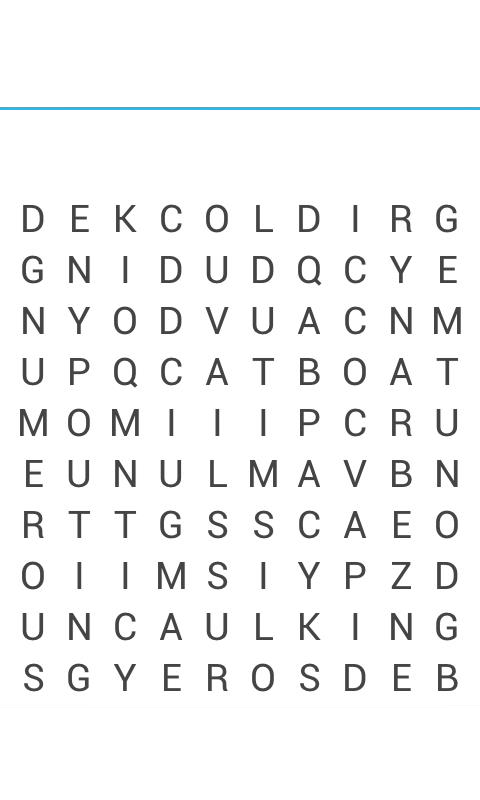 D E K C O L D I R G
G N I D U D Q C Y E
N Y O D V U A C N M
U P Q C A T B O A T
M O M I I I P C R U
E U N U L M A V B N
R T T G S S C A E O
O I I M S I Y P Z D
U N C A U L K I N G
S G Y E R O S D E B